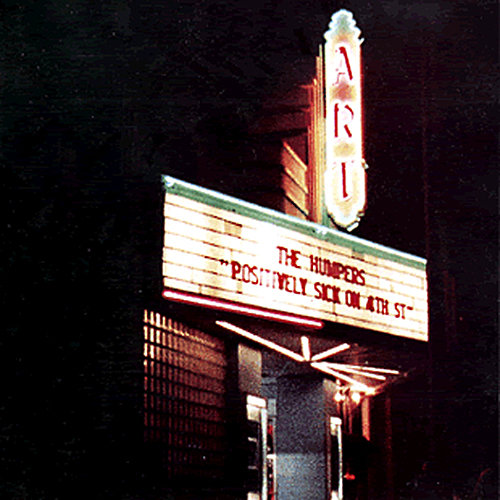 ART
THE HUMPERS
"POSITIVELY SICK ON 4TH ST"